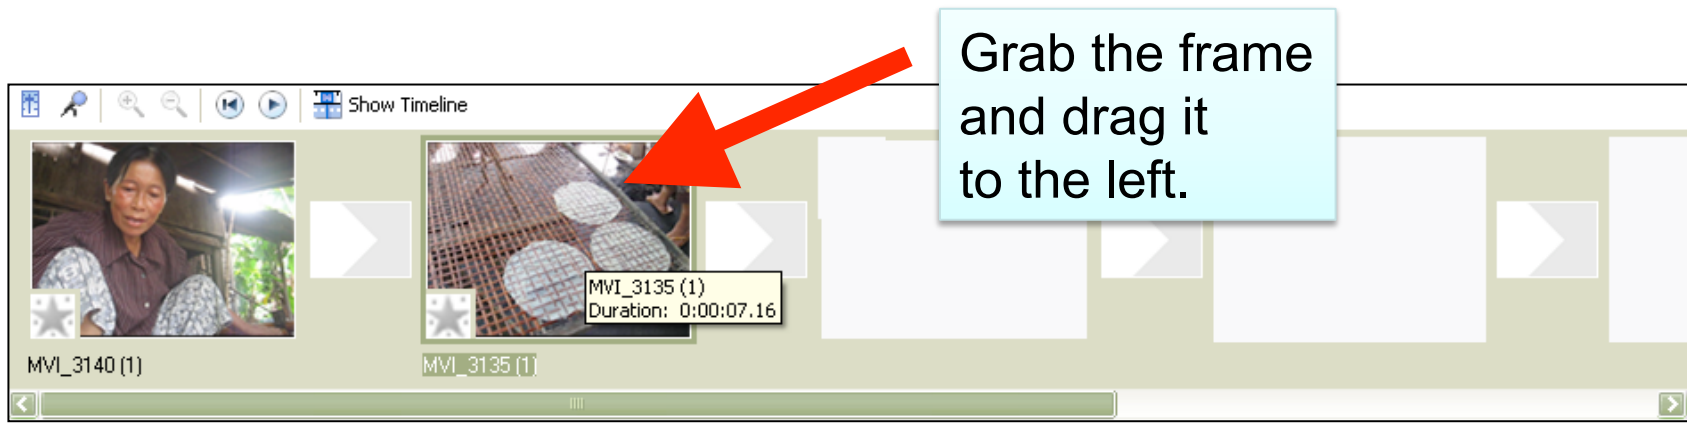 Grab the frame
and drag it
to the left.
Show Timeline
MVI_3135 (1)
Duration: 0:00:07.16
MVI_3140 (1)
MVI_3135 (1)